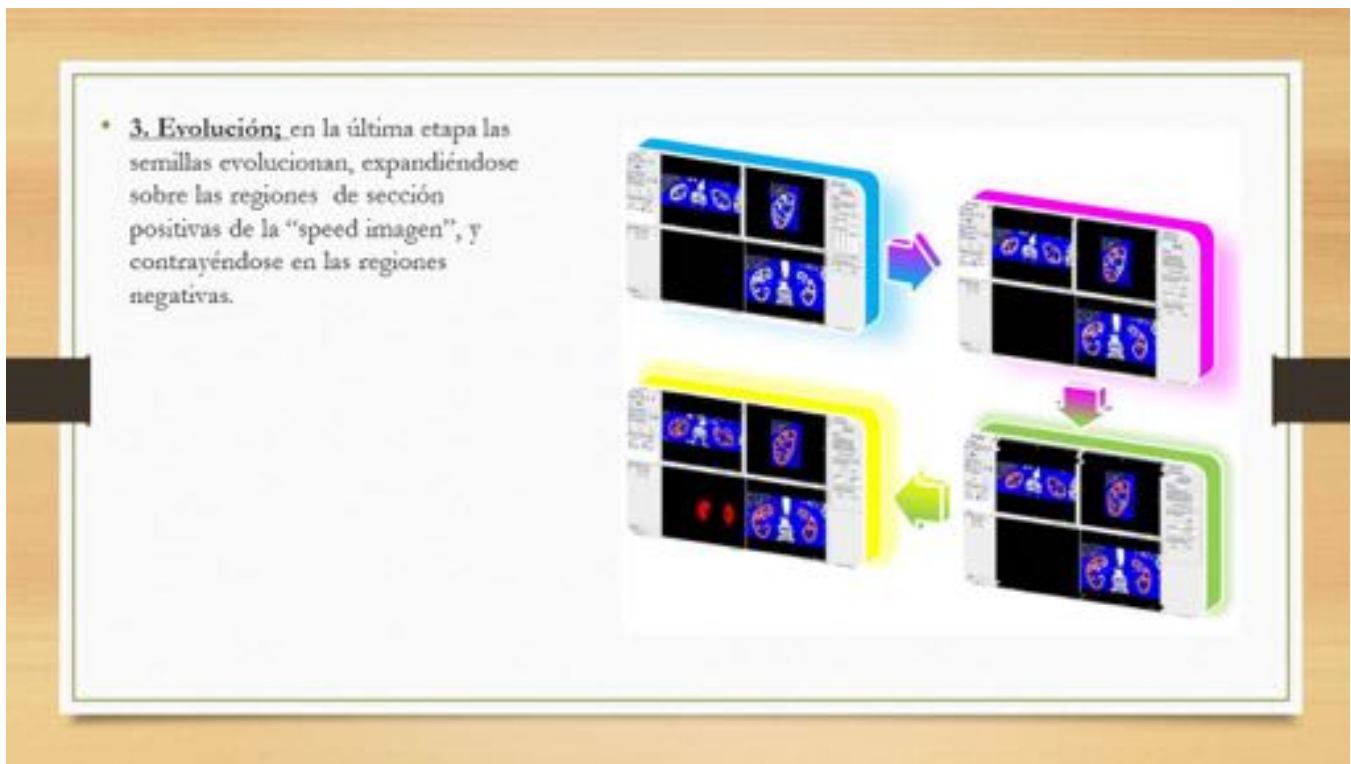 • 3. Evolución; en la última etapa las
semillas evolucionan, expandiéndose
sobre las regiones de sección
positivas de la “speed imagen”, y
contrayéndose en las regiones
negativas.